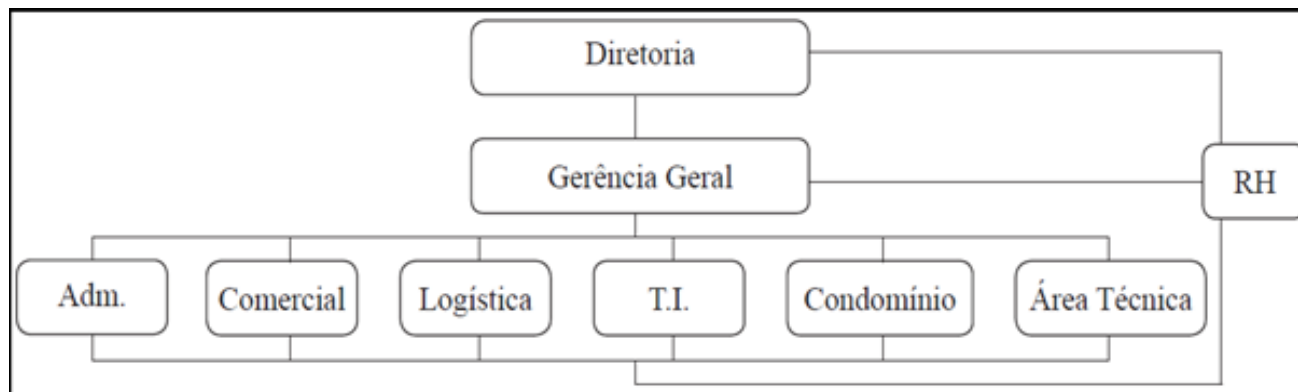 Diretoria
Gerência Geral
RH
Adm.
Comercial
Logística
T.I.
Condomínio
Área Técnica